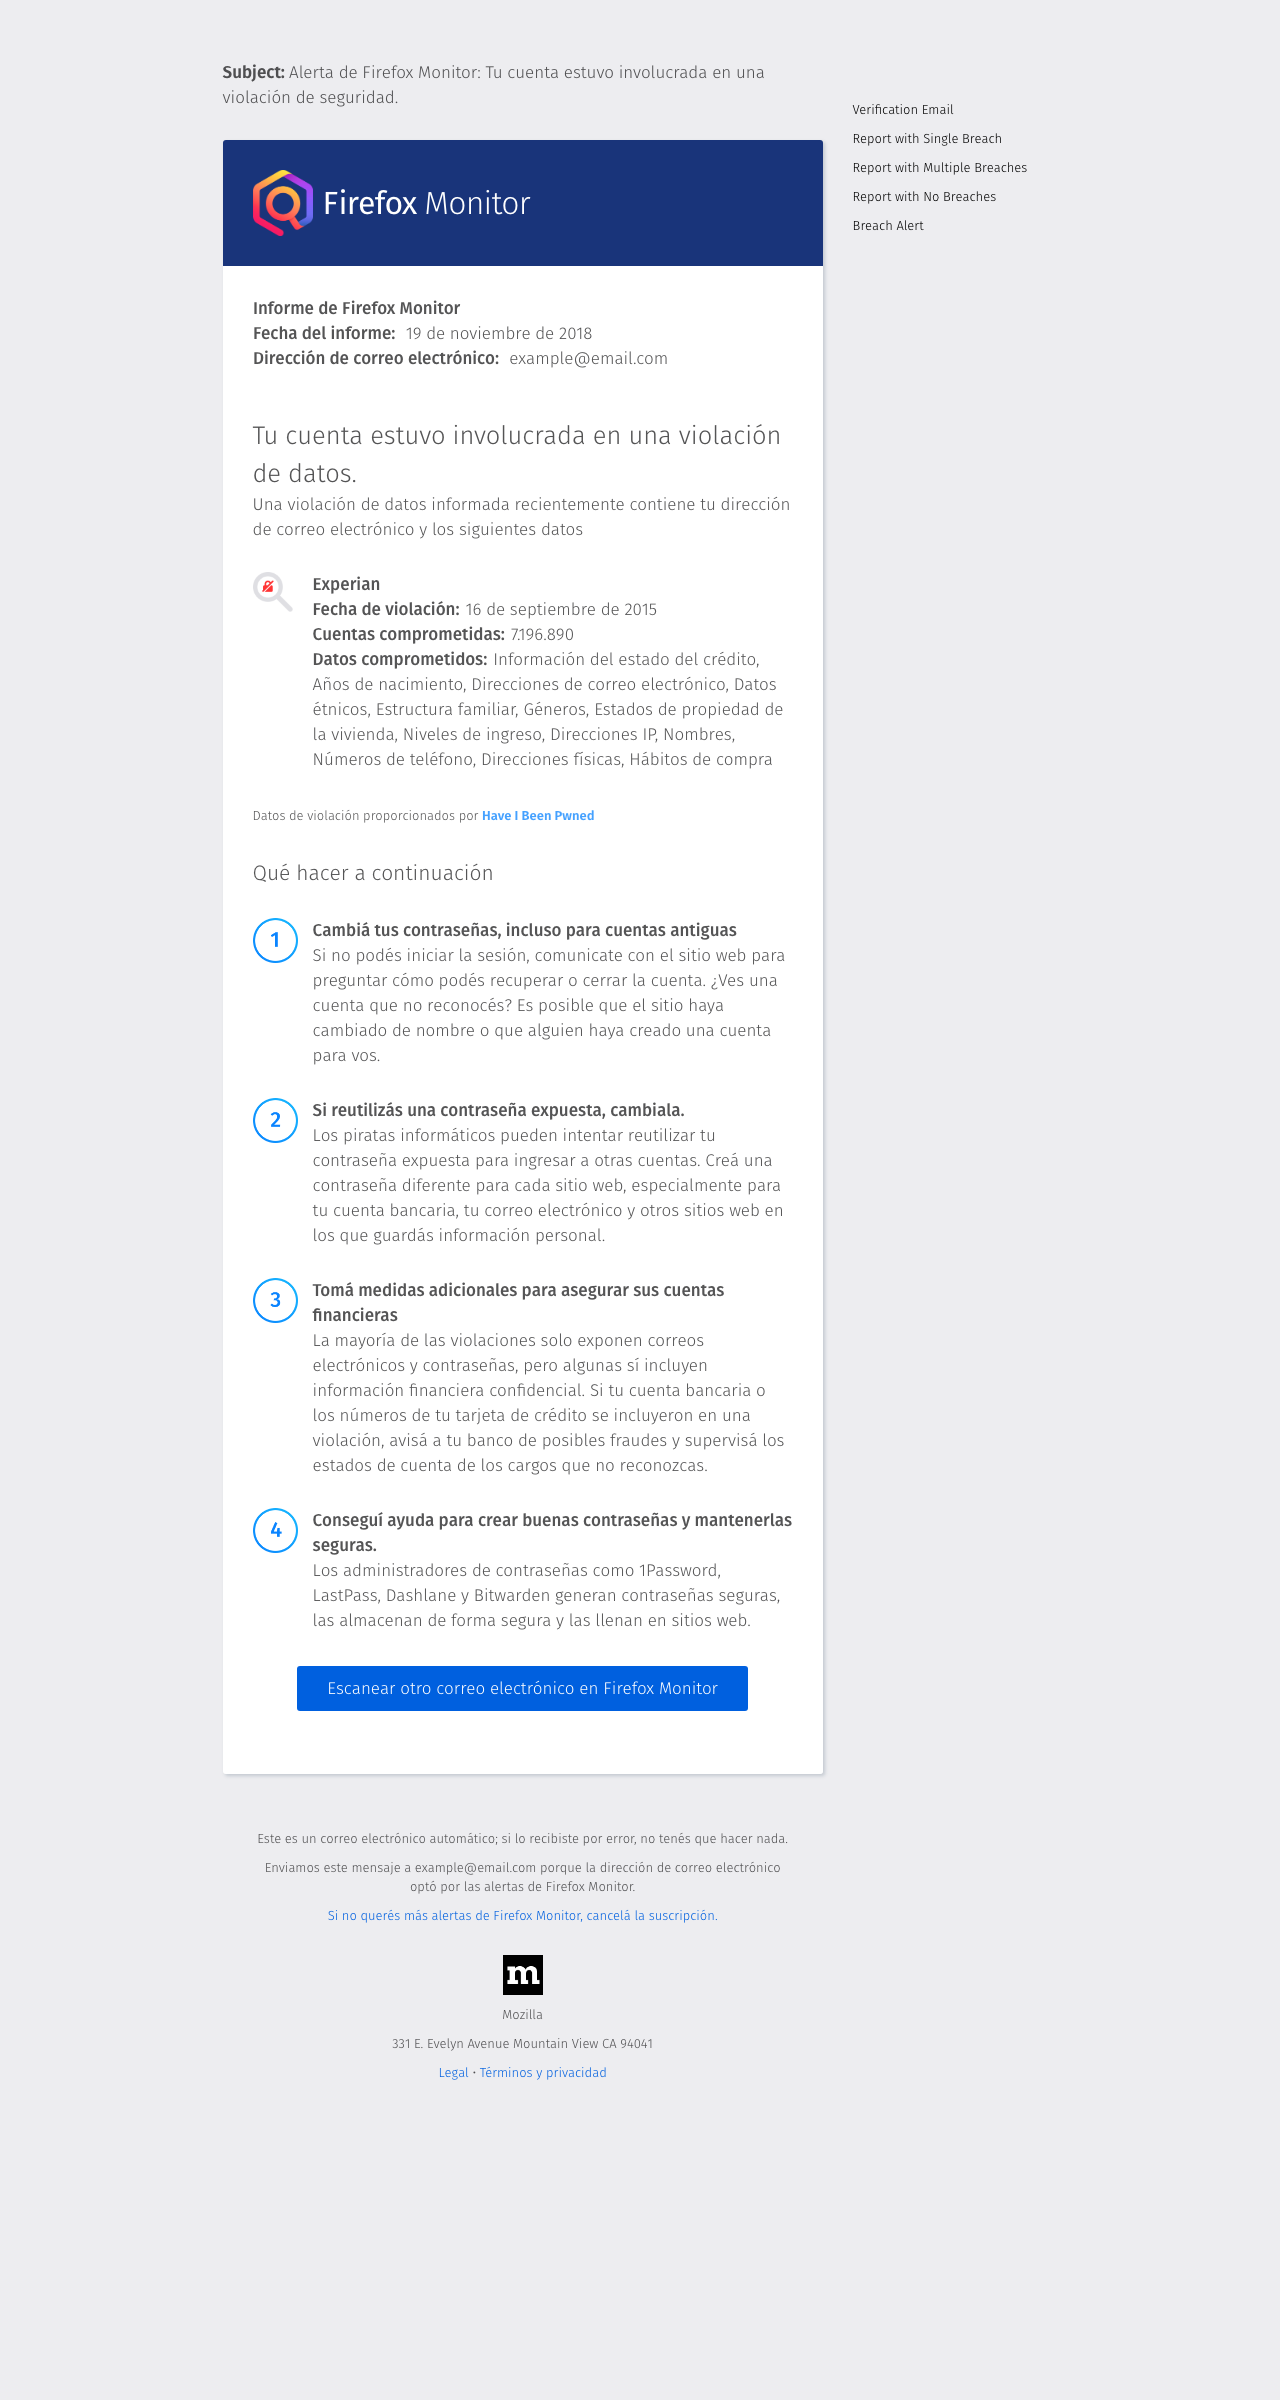 Subject: Alerta de Firefox Monitor: Tu cuenta estuvo involucrada en una
violación de seguridad.
Verification Email
Report with Single Breach
Report with Multiple Breaches
Report with No Breaches
Breach Alert
Firefox Monitor
Informe de Firefox Monitor
Fecha del informe: 19 de noviembre de 2018
Dirección de correo electrónico: example@email.com
Tu cuenta estuvo involucrada en una violación
de datos.
Una violación de datos informada recientemente contiene tu dirección
de correo electrónico y los siguientes datos
Experian
Fecha de violación: 16 de septiembre de 2015
Cuentas comprometidas: 7.196.890
Datos comprometidos: Información del estado del crédito,
Años de nacimiento, Direcciones de correo electrónico, Datos
étnicos, Estructura familiar, Géneros, Estados de propiedad de
la vivienda, Niveles de ingreso, Direcciones IP, Nombres,
Números de teléfono, Direcciones físicas, Hábitos de compra
Datos de violación proporcionados por Have I Been Pwned
Qué hacer a continuación
1
Cambiá tus contraseñas, incluso para cuentas antiguas
Si no podés iniciar la sesión, comunicate con el sitio web para
preguntar cómo podés recuperar o cerrar la cuenta. ¿Ves una
cuenta que no reconocés? Es posible que el sitio haya
cambiado de nombre o que alguien haya creado una cuenta
para vos.
2
Si reutilizás una contraseña expuesta, cambiala.
Los piratas informáticos pueden intentar reutilizar tu
contraseña expuesta para ingresar a otras cuentas. Creá una
contraseña diferente para cada sitio web, especialmente para
tu cuenta bancaria, tu correo electrónico y otros sitios web en
los que guardás información personal.
3
Tomá medidas adicionales para asegurar sus cuentas
financieras
La mayoría de las violaciones solo exponen correos
electrónicos y contraseñas, pero algunas sí incluyen
información financiera confidencial. Si tu cuenta bancaria o
los números de tu tarjeta de crédito se incluyeron en una
violación, avisá a tu banco de posibles fraudes y supervisá los
estados de cuenta de los cargos que no reconozcas.
4
Conseguí ayuda para crear buenas contraseñas y mantenerlas
seguras.
Los administradores de contraseñas como 1Password,
LastPass, Dashlane y Bitwarden generan contraseñas seguras,
las almacenan de forma segura y las llenan en sitios web.
Escanear otro correo electrónico en Firefox Monitor
Este es un correo electrónico automático; si lo recibiste por error, no tenés que hacer nada.
Enviamos este mensaje a example@email.com porque la dirección de correo electrónico
optó por las alertas de Firefox Monitor.
Si no querés más alertas de Firefox Monitor, cancelá la suscripción.
m
Mozilla
331 E. Evelyn Avenue Mountain View CA 94041
Legal • Términos y privacidad